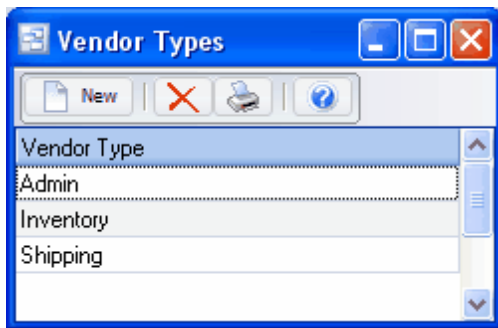 Vendor Types
New
Vendor Type
Admin
Inventory
Shipping